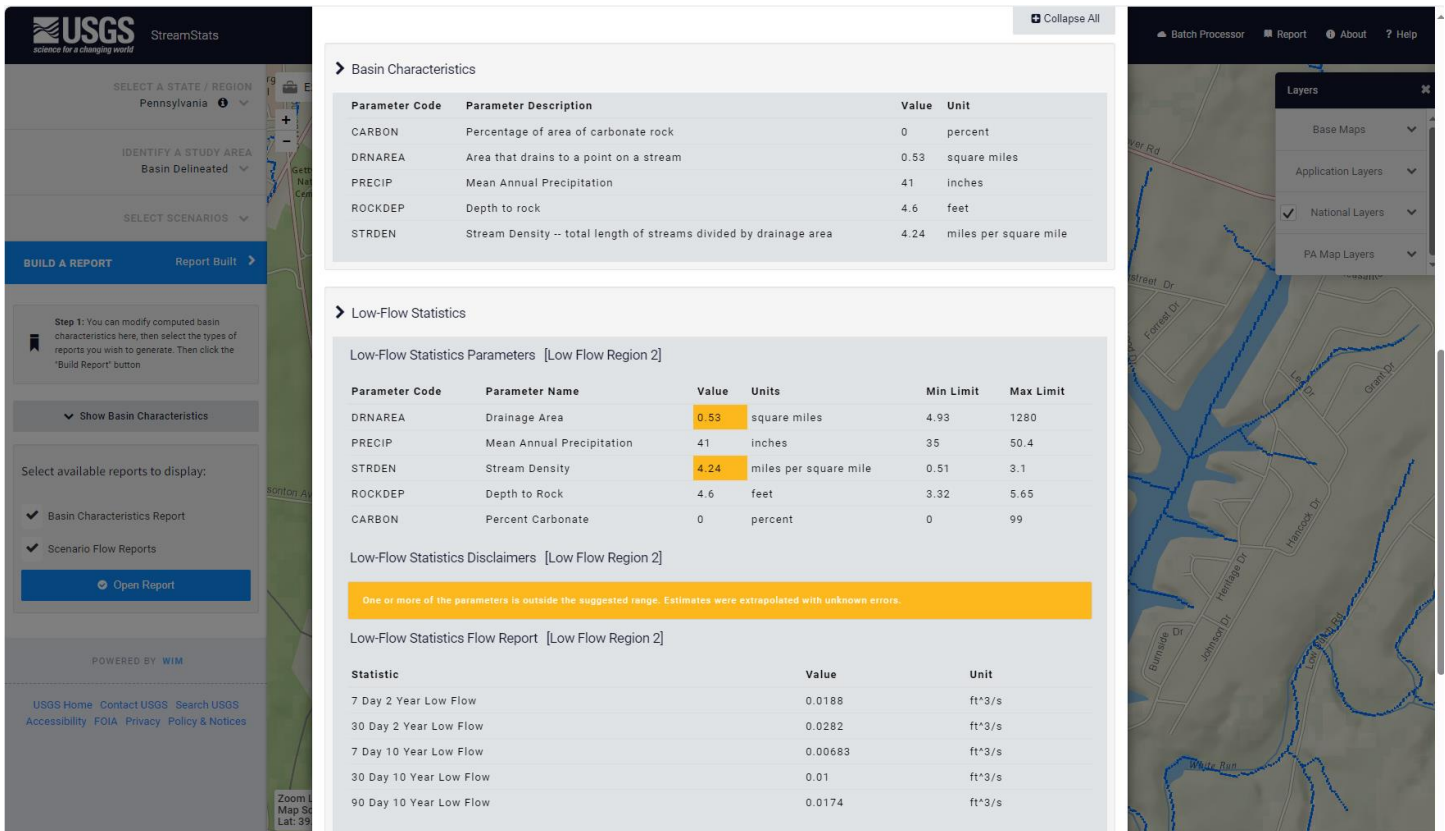 USGS
science for a changing world
StreamStats
Collapse All
Batch Processor Report About ? Help
SELECT A STATE / REGION
Pennsylvania
IDENTIFY A STUDY AREA
Basin Delineated
SELECT SCENARIOS
BUILD A REPORT Report Built
Step 1: You can modify computed basin
characteristics here, then select the types of
reports you wish to generate. Then click the
"Build Report" button
Show Basin Characteristics
Select available reports to display:
Basin Characteristics Report
Scenario Flow Reports
Open Report
POWERED BY WIM
USGS Home Contact USGS Search USGS
Accessibility FOIA Privacy Policy & Notices
Basin Characteristics
Parameter Code Parameter Description Value Unit
CARBON Percentage of area of carbonate rock 0 percent
DRNAREA Area that drains to a point on a stream 0.53 square miles
PRECIP Mean Annual Precipitation 41 inches
ROCKDEP Depth to rock 4.6 feet
STRDEN Stream Density -- total length of streams divided by drainage area 4.24 miles per square mile
Low-Flow Statistics
Low-Flow Statistics Parameters [Low Flow Region 2]
Parameter Code Parameter Name Value Units Min Limit Max Limit
DRNAREA Drainage Area 0.53 square miles 4.93 1280
PRECIP Mean Annual Precipitation 41 inches 35 50.4
STRDEN Stream Density 4.24 miles per square mile 0.51 3.1
ROCKDEP Depth to Rock 4.6 feet 3.32 5.65
CARBON Percent Carbonate 0 percent 0 99
Low-Flow Statistics Disclaimers [Low Flow Region 2]
One or more of the parameters is outside the suggested range. Estimates were extrapolated with unknown errors.
Low-Flow Statistics Flow Report [Low Flow Region 2]
Statistic Value Unit
7 Day 2 Year Low Flow 0.0188 ft^3/s
30 Day 2 Year Low Flow 0.0282 ft^3/s
7 Day 10 Year Low Flow 0.00683 ft^3/s
30 Day 10 Year Low Flow 0.01 ft^3/s
90 Day 10 Year Low Flow 0.0174 ft^3/s
Layers
Base Maps
Application Layers
National Layers
PA Map Layers
Forrest Dr
Lee Dr
Grant Dr
Hancock Dr
Heritage Dr
Johnson Dr
Burnside Dr
White Run
Zoom L
Map Sc
Lat: 39